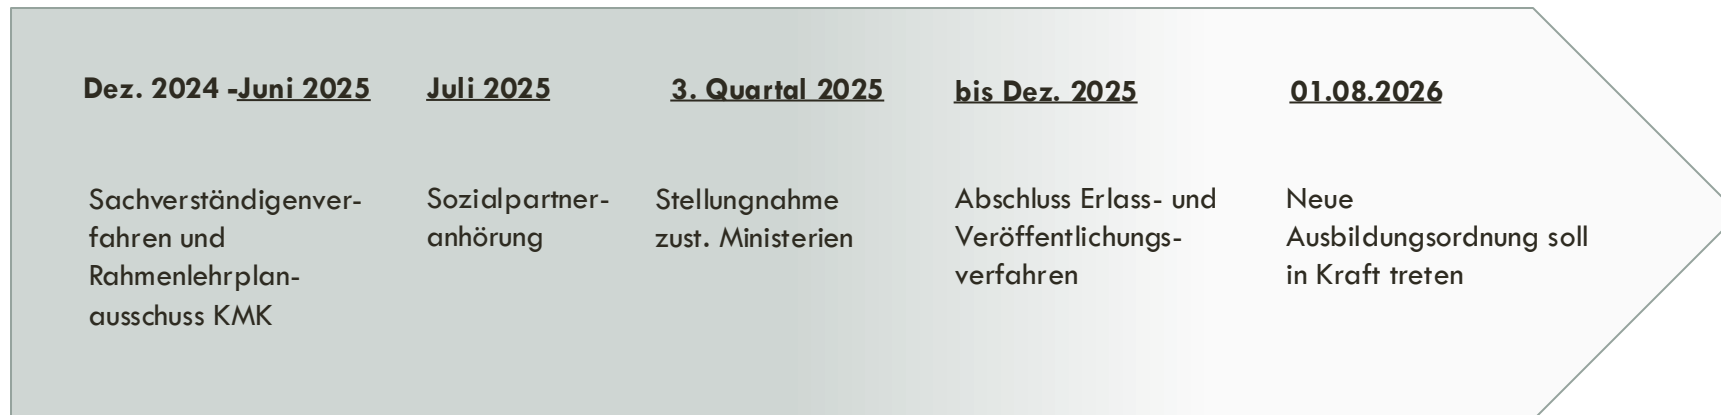 Dez. 2024 -Juni 2025
Sachverständigenver-
fahren und
Rahmenlehrplan-
ausschuss KMK
Juli 2025
Sozialpartner-
anhörung
3. Quartal 2025
Stellungnahme
zust. Ministerien
bis Dez. 2025
Abschluss Erlass- und
Veröffentlichungs-
verfahren
01.08.2026
Neue
Ausbildungsordnung soll
in Kraft treten